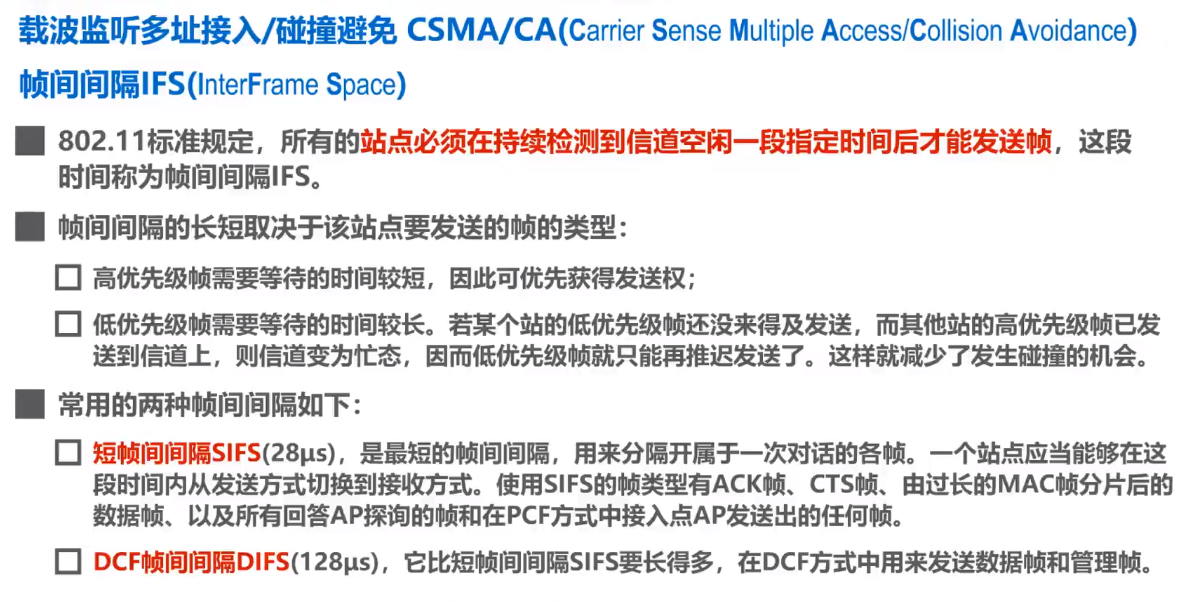 载波监听多址接入/碰撞避免 CSMA/CA(Carrier Sense Multiple Access/Collision Avoidance)
帧间间隔IFS(InterFrame Space)
802.11标准规定，所有的站点必须在持续检测到信道空闲一段指定时间后才能发送帧，这段
时间称为帧间间隔IFS。
帧间间隔的长短取决于该站点要发送的帧的类型：
高优先级帧需要等待的时间较短，因此可优先获得发送权；
低优先级帧需要等待的时间较长。若某个站的低优先级帧还没来得及发送，而其他站的高优先级帧已发
送到信道上，则信道变为忙态，因而低优先级帧就只能再推迟发送了。这样就减少了发生碰撞的机会。
常用的两种帧间间隔如下：
短帧间间隔SIFS(28μs)，是最短的帧间间隔，用来分隔开属于一次对话的各帧。一个站点应当能够在这
段时间内从发送方式切换到接收方式。使用SIFS的帧类型有ACK帧、CTS帧、由过长的MAC帧分片后的
数据帧、以及所有回答AP探询的帧和在PCF方式中接入点AP发送出的任何帧。
DCF帧间间隔DIFS(128μs)，它比短帧间间隔SIFS要长得多，在DCF方式中用来发送数据帧和管理帧。